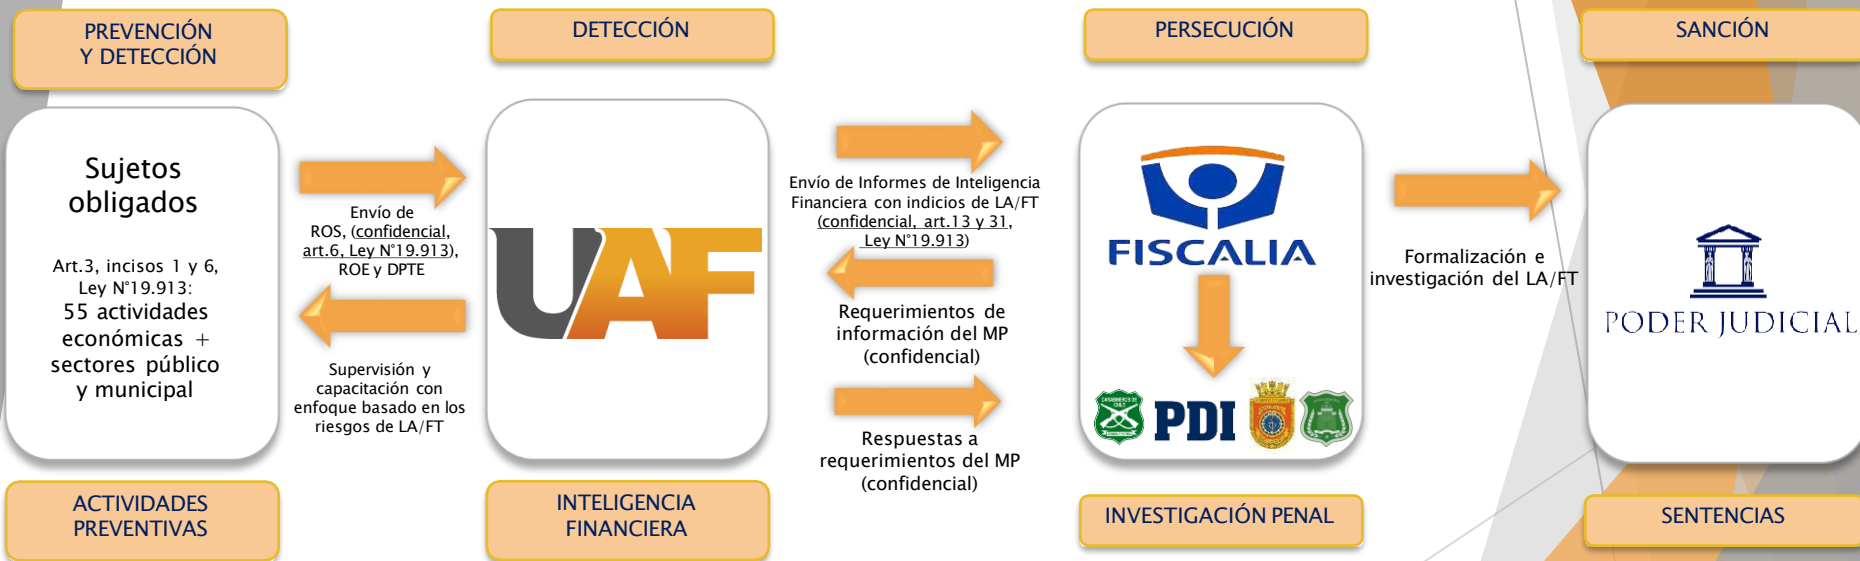 PREVENCIÓN
Y DETECCIÓN
Sujetos
obligados
Art.3, incisos 1 y 6,
Ley N°19.913:
55 actividades
económicas +
sectores público
y municipal
ACTIVIDADES
PREVENTIVAS
Envío de
ROS, (confidencial,
art.6, Ley N°19.913),
ROE y DPTE
Supervisión y
capacitación con
enfoque basado en los
riesgos de LA/FT
DETECCIÓN
UAF
INTELIGENCIA
FINANCIERA
Envío de Informes de Inteligencia
Financiera con indicios de LA/FT
(confidencial, art.13 y 31,
Ley N°19.913)
Requerimientos de
información del MP
(confidencial)
Respuestas a
requerimientos del MP
(confidencial)
PERSECUCIÓN
FISCALIA
CARABINEROS DE
CHILE
PDI
INVESTIGACIÓN PENAL
Formalización e
investigación del LA/FT
SANCIÓN
PODER JUDICIAL
SENTENCIAS